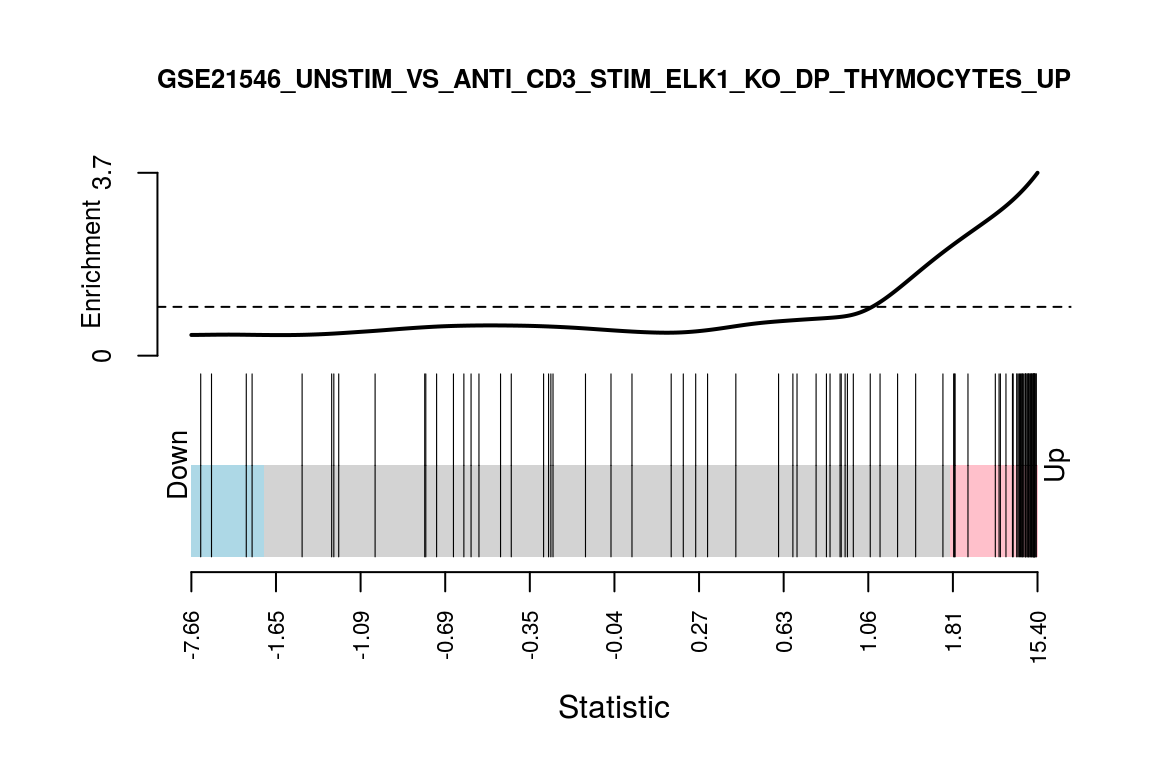 GSE21546_UNSTIM_VS_ANTI_CD3_STIM_ELK1_KO_DP_THYMOCYTES_UP
Enrichment
3.7
0
Down
Up
-7.66
-1.65
-1.09
-0.69
-0.35
-0.04
0.27
0.63
1.06
1.81
15.40
Statistic